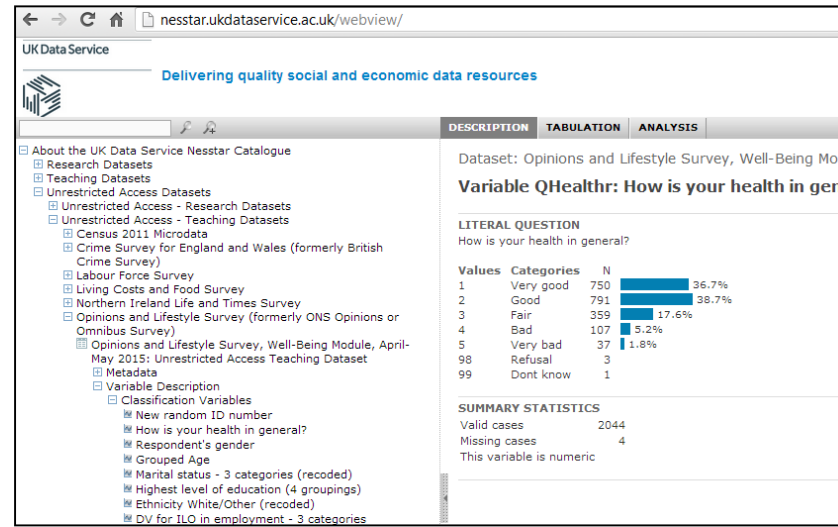 nesstar.ukdataservice.ac.uk/webview/
UK Data Service
Delivering quality social and economic data resources
DESCRIPTION TABULATION ANALYSIS
About the UK Data Service Nesstar Catalogue
Research Datasets
Teaching Datasets
Unrestricted Access Datasets
Unrestricted Access - Research Datasets
Unrestricted Access - Teaching Datasets
Census 2011 Microdata
Crime Survey for England and Wales (formerly British
Crime Survey)
Labour Force Survey
Living Costs and Food Survey
Northern Ireland Life and Times Survey
Opinions and Lifestyle Survey (formerly ONS Opinions or
Omnibus Survey)
Opinions and Lifestyle Survey, Well-Being Module, April-
May 2015: Unrestricted Access Teaching Dataset
Metadata
Variable Description
Classification Variables
New random ID number
How is your health in general?
Respondent's gender
Grouped Age
Marital status - 3 categories (recoded)
Highest level of education (4 groupings)
Ethnicity White/Other (recoded)
DV for ILO in employment - 3 categories
Dataset: Opinions and Lifestyle Survey, Well-Being Mo
Variable QHealthr: How is your health in ger
LITERAL QUESTION
How is your health in general?
Values Categories N
1 Very good 750 36.7%
2 Good 791 38.7%
3 Fair 359 17.6%
4 Bad 107 5.2%
5 Very bad 37 1.8%
98 Refusal 3
99 Dont know 1
SUMMARY STATISTICS
Valid cases 2044
Missing cases 4
This variable is numeric